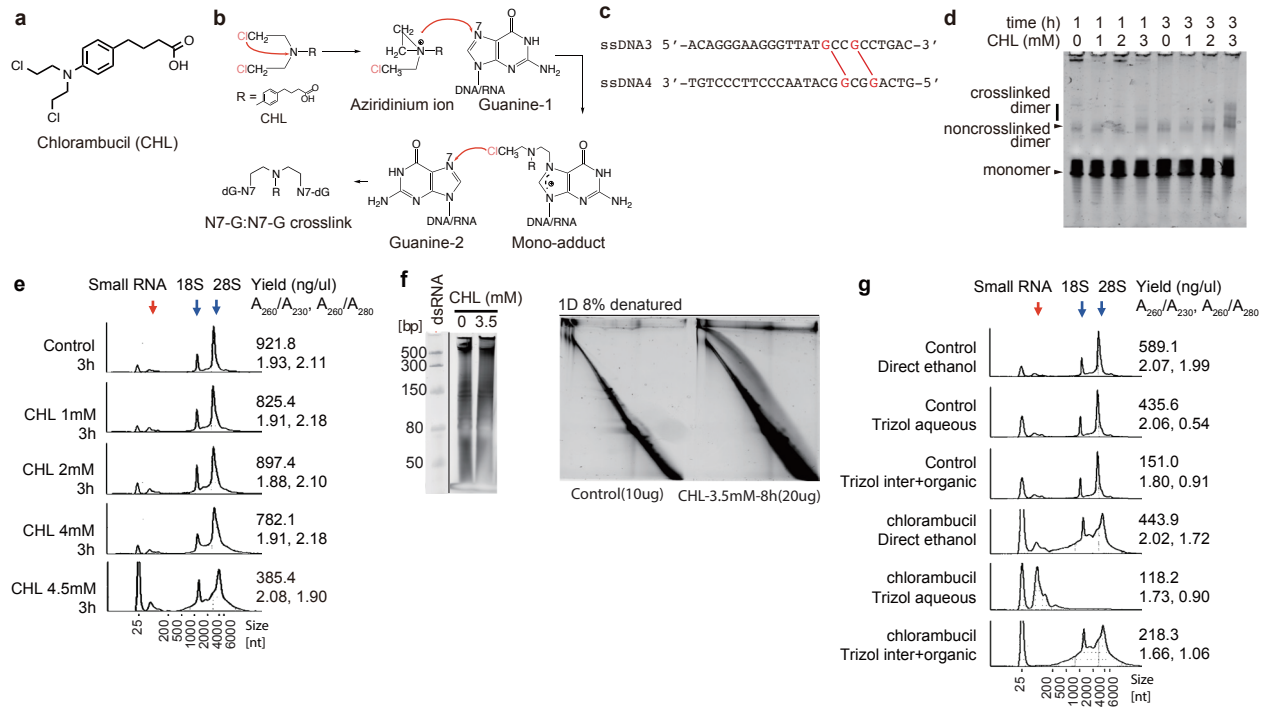 a
Cl
N
Cl
O
OH
Chlorambucil (CHL)
b
ClCH2
N—R
ClCH2
R =
O
OH
CHL
CH2
H2C
N—R
ClCH3
Aziridinium ion
7
N
O
NH
N
N
NH2
DNA/RNA
Guanine-1
dG-N7
N
R
N7-dG
N7-G:N7-G crosslink
O
7
N
HN
H2N
N
N
DNA/RNA
Guanine-2
ClCH3
N
R
O
N
NH
N
N
NH2
DNA/RNA
Mono-adduct
c
ssDNA3 5'-ACAGGGAAGGGTTATGCCGCCTGAC-3'
ssDNA4 3'-TGTCCCTTCCCAATACGGCGGACTG-5'
d
time (h) 1 1 1 1 3 3 3 3
CHL (mM) 0 1 2 3 0 1 2 3
crosslinked
dimer
noncrosslinked
dimer
monomer
e
Small RNA 18S 28S Yield (ng/ul)
A260/A230, A260/A280
Control
3h
921.8
1.93, 2.11
CHL 1mM
3h
825.4
1.91, 2.18
CHL 2mM
3h
897.4
1.88, 2.10
CHL 4mM
3h
782.1
1.91, 2.18
CHL 4.5mM
3h
385.4
2.08, 1.90
25 200 500 1000 2000 4000 6000 Size
[nt]
f
dsRNA
CHL (mM)
0 3.5
[bp]
500
300
150
80
50
1D 8% denatured
Control(10ug) CHL-3.5mM-8h(20ug)
g
Small RNA 18S 28S Yield (ng/ul)
A260/A230, A260/A280
Control
Direct ethanol
589.1
2.07, 1.99
Control
Trizol aqueous
435.6
2.06, 0.54
Control
Trizol inter+organic
151.0
1.80, 0.91
chlorambucil
Direct ethanol
443.9
2.02, 1.72
chlorambucil
Trizol aqueous
118.2
1.73, 0.90
chlorambucil
Trizol inter+organic
218.3
1.66, 1.06
25 200 500 1000 2000 4000 6000 Size
[nt]